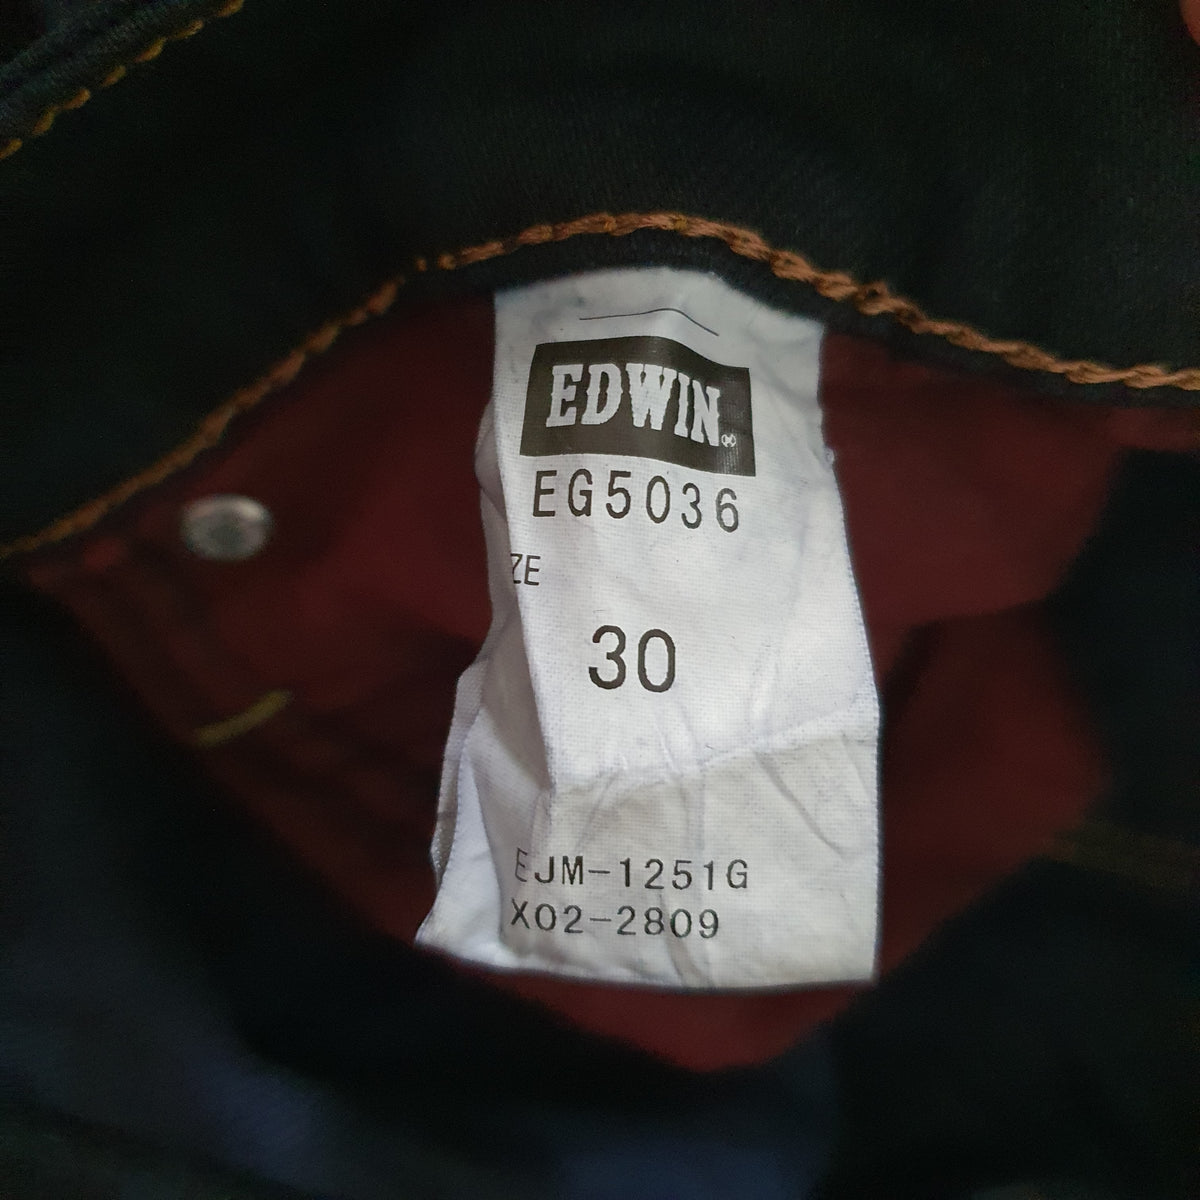 EDWIN®
EG5036
ZE
30
EJM-1251G
X02-2809